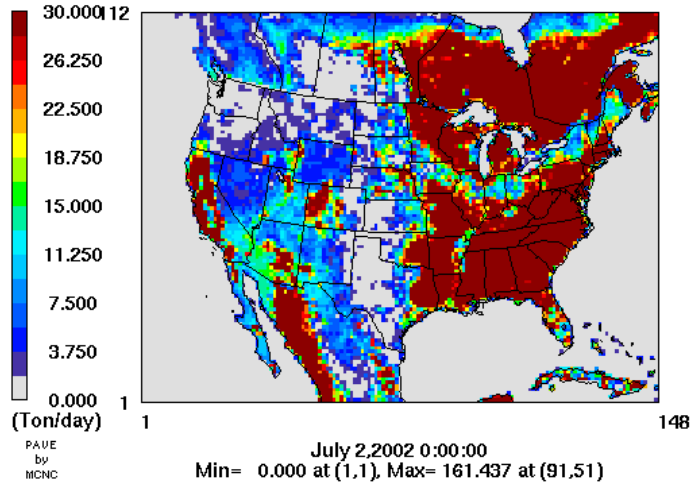 30.000
26.250
22.500
18.750
15.000
11.250
7.500
3.750
0.000
(Ton/day)
PAVE
by
MCNC
112
1
1
148
July 2,2002 0:00:00
Min= 0.000 at (1,1), Max= 161.437 at (91,51)